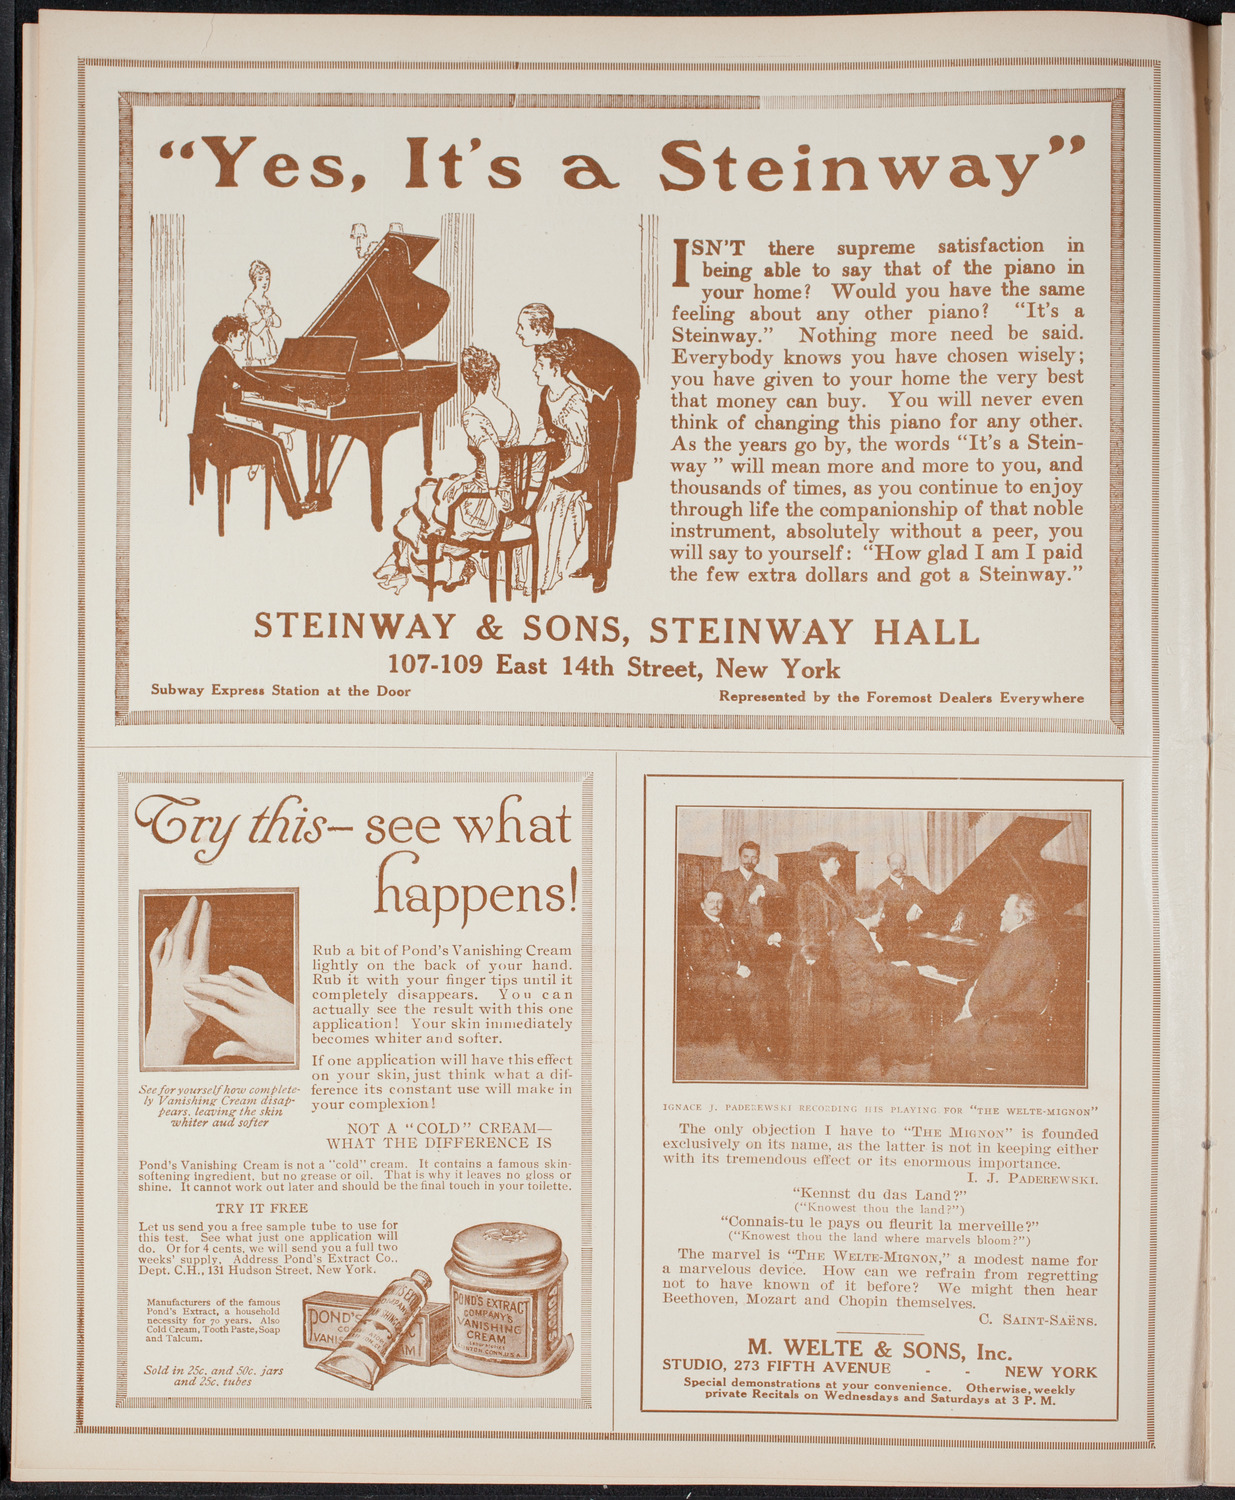 “Yes, It's a Steinway”
ISN'T there supreme satisfaction in
being able to say that of the piano in
your home? Would you have the same
feeling about any other piano? “It's a
Steinway.” Nothing more need be said.
Everybody knows you have chosen wisely;
you have given to your home the very best
that money can buy. You will never even
think of changing this piano for any other.
As the years go by, the words “It's a Stein-
way ” will mean more and more to you, and
thousands of times, as you continue to enjoy
through life the companionship of that noble
instrument, absolutely without a peer, you
will say to yourself: “How glad I am I paid
the few extra dollars and got a Steinway.”
STEINWAY & SONS, STEINWAY HALL
107-109 East 14th Street, New York
Subway Express Station at the Door
Represented by the Foremost Dealers Everywhere
Try this—see what
happens!
Rub a bit of Pond's Vanishing Cream
lightly on the back of your hand.
Rub it with your finger tips until it
completely disappears. You can
actually see the result with this one
application! Your skin immediately
becomes whiter and softer.
If one application will have this effect
on your skin, just think what a dif-
ference its constant use will make in
your complexion!
See for yourself how complete-
ly Vanishing Cream disap-
pears, leaving the skin
whiter and softer
NOT A “COLD” CREAM—
WHAT THE DIFFERENCE IS
Pond's Vanishing Cream is not a “cold” cream. It contains a famous skin-
softening ingredient, but no grease or oil. That is why it leaves no gloss or
shine. It cannot work out later and should be the final touch in your toilette.
TRY IT FREE
Let us send you a free sample tube to use for
this test. See what just one application will
do. Or for 4 cents, we will send you a full two
weeks' supply. Address Pond's Extract Co.,
Dept. C.H., 131 Hudson Street, New York.
Manufacturers of the famous
Pond's Extract, a household
necessity for 70 years. Also
Cold Cream, Tooth Paste, Soap
and Talcum.
Sold in 25c. and 50c. jars
and 25c. tubes
POND'S
POND'S EXTRACT
COMPANY'S
VANISHING
CREAM
IGNACE J. PADEREWSKI RECORDING HIS PLAYING FOR “THE WELTE-MIGNON”
The only objection I have to “THE MIGNON” is founded
exclusively on its name, as the latter is not in keeping either
with its tremendous effect or its enormous importance.
I. J. PADEREWSKI.
“Kennst du das Land?”
(“Knowest thou the land?”)
“Connais-tu le pays ou fleurit la merveille?”
(“Knowest thou the land where marvels bloom?”)
The marvel is “THE WELTE-MIGNON,” a modest name for
a marvelous device. How can we refrain from regretting
not to have known of it before? We might then hear
Beethoven, Mozart and Chopin themselves.
C. SAINT-SAËNS.
M. WELTE & SONS, Inc.
STUDIO, 273 FIFTH AVENUE - - NEW YORK
Special demonstrations at your convenience. Otherwise, weekly
private Recitals on Wednesdays and Saturdays at 3 P. M.